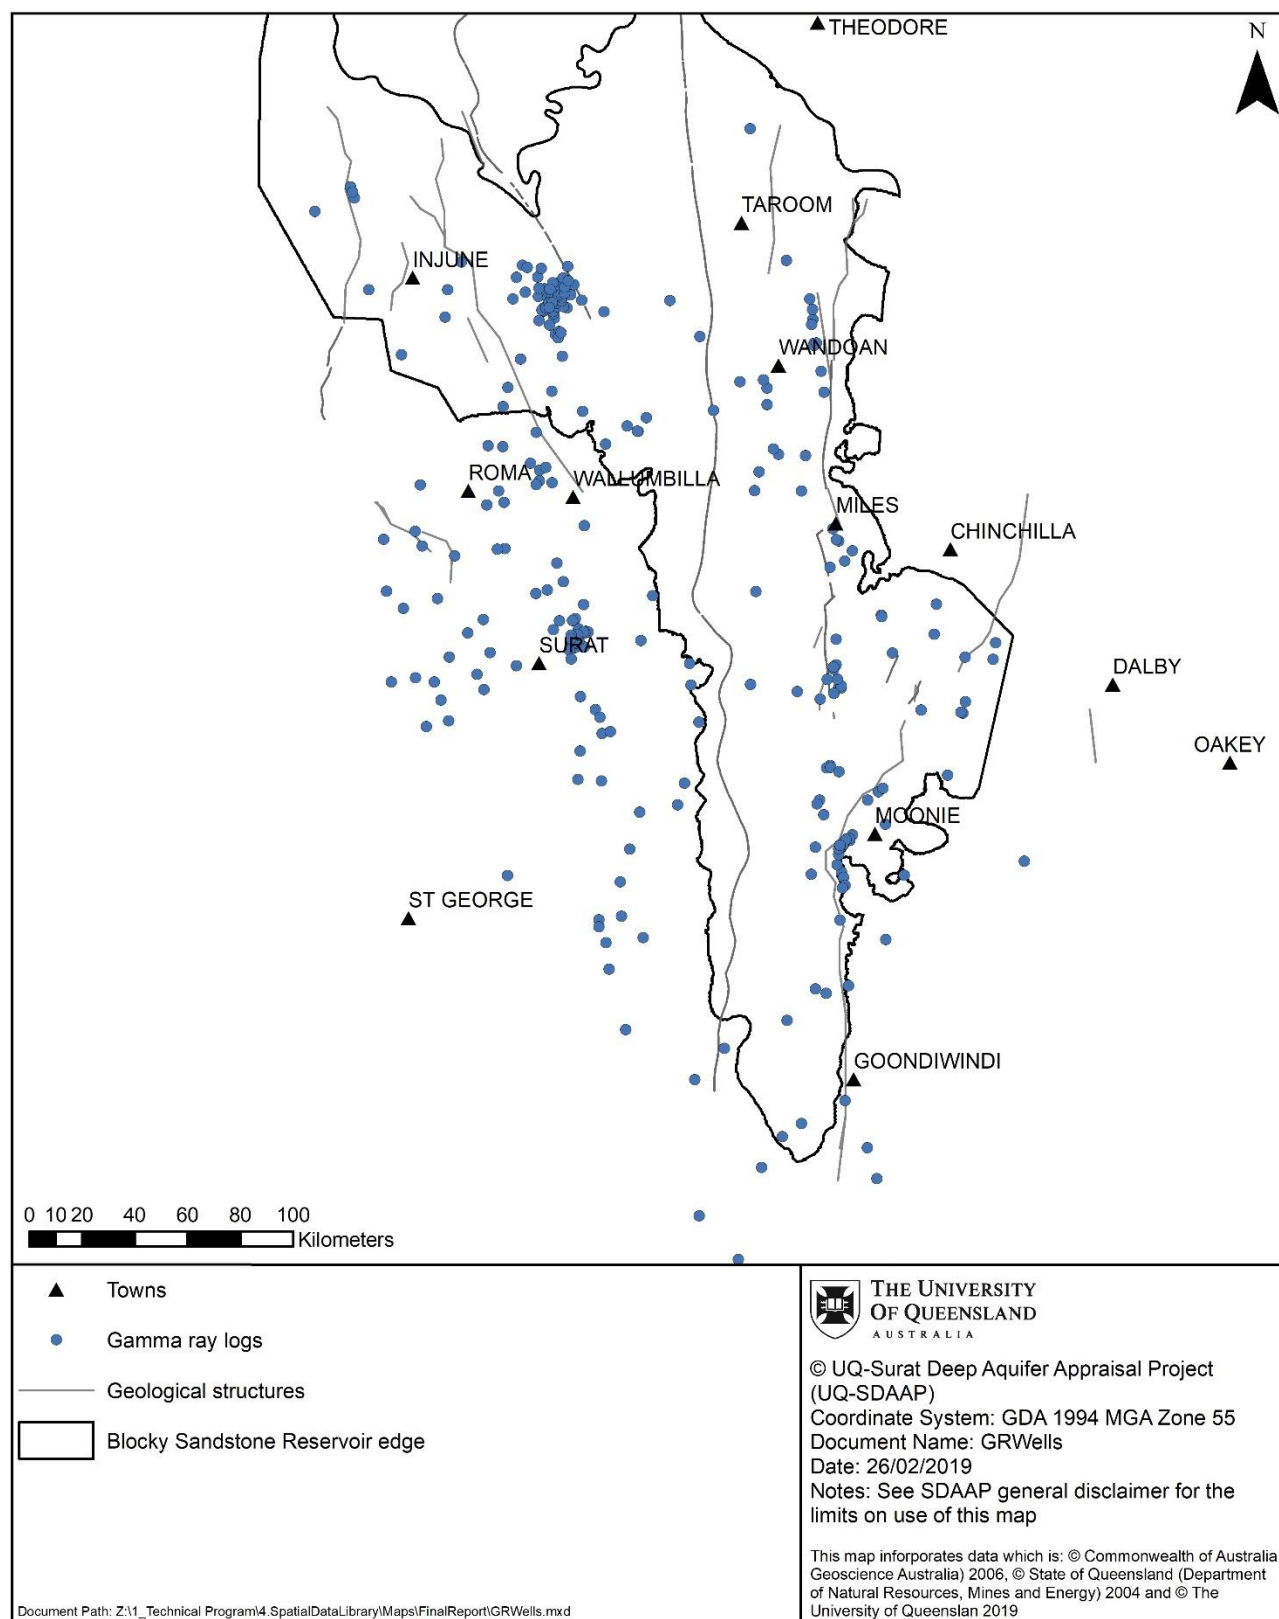 THEODORE
N
TAROOM
INJUNE
WANDOAN
ROMA
WALLUMBILLA
MILES
CHINCHILLA
SURAT
DALBY
OAKEY
MOONIE
ST GEORGE
GOONDIWINDI
0 10 20 40 60 80 100
Kilometers
Towns
Gamma ray logs
Geological structures
Blocky Sandstone Reservoir edge
Document Path: Z:\1_Technical Program\4.SpatialDataLibrary\Maps\FinalReport\GRWells.mxd
THE UNIVERSITY
OF QUEENSLAND
AUSTRALIA
© UQ-Surat Deep Aquifer Appraisal Project
(UQ-SDAAP)
Coordinate System: GDA 1994 MGA Zone 55
Document Name: GRWells
Date: 26/02/2019
Notes: See SDAAP general disclaimer for the
limits on use of this map
This map inforporates data which is: © Commonwealth of Australia
Geoscience Australia) 2006, © State of Queensland (Department
of Natural Resources, Mines and Energy) 2004 and © The
University of Queenslan 2019